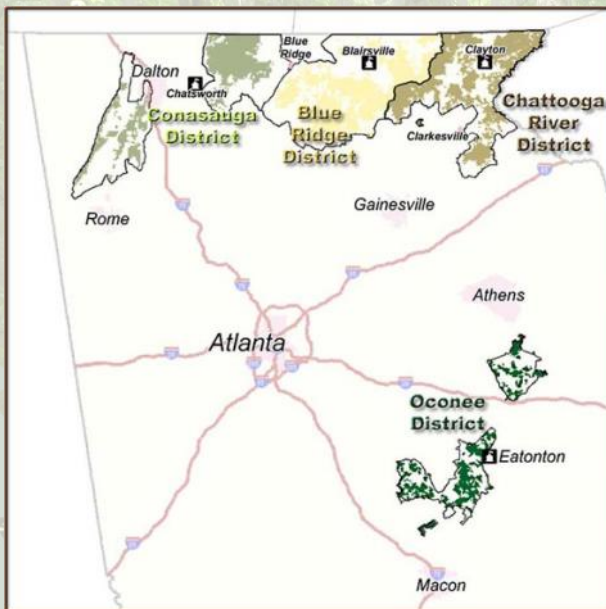 Blue
Ridge
Blairsville
Clayton
Dalton
Chatsworth
Conasauga
District
Blue
Ridge
District
Clarkesville
Chattooga
River
District
Rome
Gainesville
Athens
Atlanta
Oconee
District
Eatonton
Macon